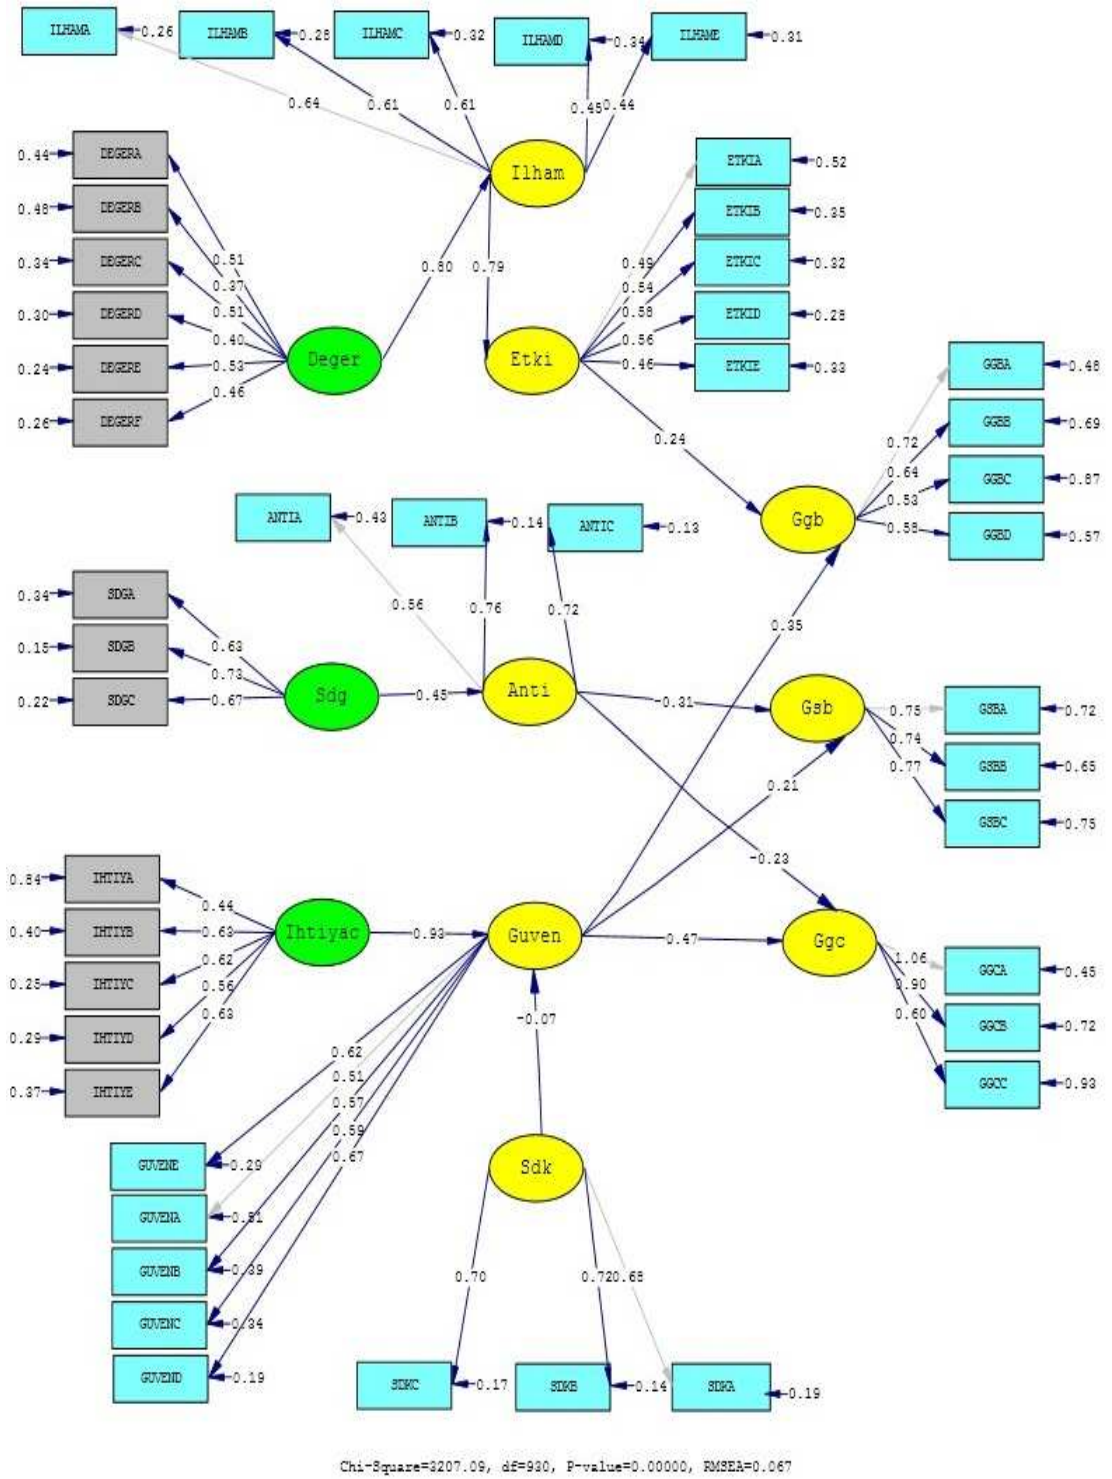 ILHAMA 0.26 ILHAMB 0.28 ILHAMC 0.32 ILHAMD 0.34 ILHAME 0.31
0.64 0.61 0.61 0.45 0.44
Ilham
0.44 DEGERA
0.48 DEGERB
0.34 DEGERC
0.30 DEGERD
0.24 DEGERE
0.26 DEGERF
0.51
0.37
0.51
0.40
0.53
0.46
Deger
0.80 0.79
Etki
ETKIA 0.52
ETKIB 0.35
ETKIC 0.32
ETKID 0.28
ETKIE 0.33
0.49
0.54
0.58
0.56
0.46
0.24
Ggb
GGBA 0.48
GGBB 0.69
GGBC 0.87
GGBD 0.57
0.72
0.64
0.53
0.58
ANTIA 0.43 ANTIB 0.14 ANTIC 0.13
0.56 0.76 0.72
0.35
0.34 SDGA
0.15 SDGB
0.22 SDGC
0.63
0.73
0.67
Sdg 0.45 Anti -0.31 Gsb
GSBA 0.72
GSBB 0.65
GSBC 0.75
0.75
0.74
0.77
0.21
-0.23
0.84 IHTIYA
0.40 IHTIYB
0.25 IHTIYC
0.29 IHTIYD
0.37 IHTIYE
0.44
0.63
0.62
0.56
0.63
Ihtiyac 0.93 Guven 0.47 Ggc
1.06
0.90
0.60
GGCA 0.45
GGCB 0.72
GGCC 0.93
-0.07
0.62
0.51
0.57
0.59
0.67
GUVENE 0.29
GUVENA 0.51
GUVENB 0.39
GUVENC 0.34
GUVEND 0.19
Sdk
0.70 0.72 0.68
SDKC 0.17 SDKB 0.14 SDKA 0.19
Chi-Square=3207.09, df=930, P-value=0.00000, RMSEA=0.067